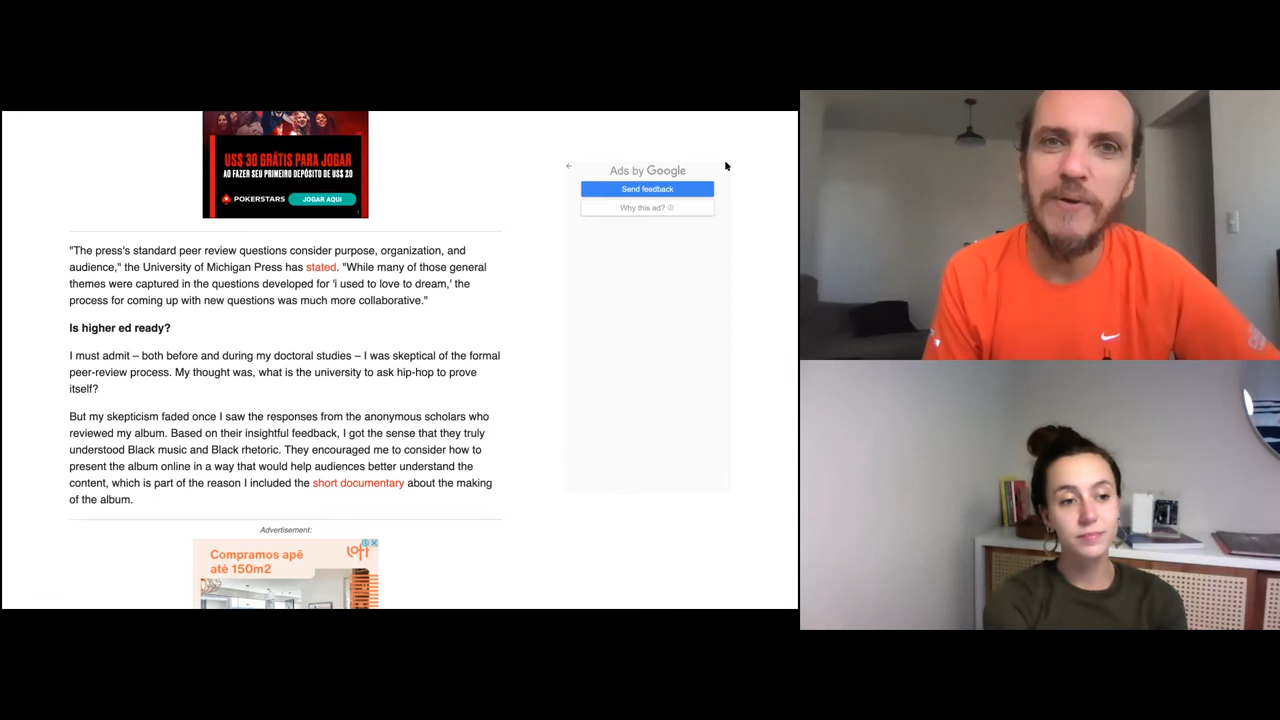 US$ 30 GRÁTIS PARA JOGAR
AO FAZER SEU PRIMEIRO DEPÓSITO DE US$ 20
POKERSTARS
JOGAR AQUI
"The press's standard peer review questions consider purpose, organization, and
audience," the University of Michigan Press has stated. "While many of those general
themes were captured in the questions developed for 'i used to love to dream,' the
process for coming up with new questions was much more collaborative."
Is higher ed ready?
I must admit – both before and during my doctoral studies – I was skeptical of the formal
peer-review process. My thought was, what is the university to ask hip-hop to prove
itself?
But my skepticism faded once I saw the responses from the anonymous scholars who
reviewed my album. Based on their insightful feedback, I got the sense that they truly
understood Black music and Black rhetoric. They encouraged me to consider how to
present the album online in a way that would help audiences better understand the
content, which is part of the reason I included the short documentary about the making
of the album.
Advertisement:
Compramos apê
até 150m2
loft
Ads by Google
Send feedback
Why this ad?